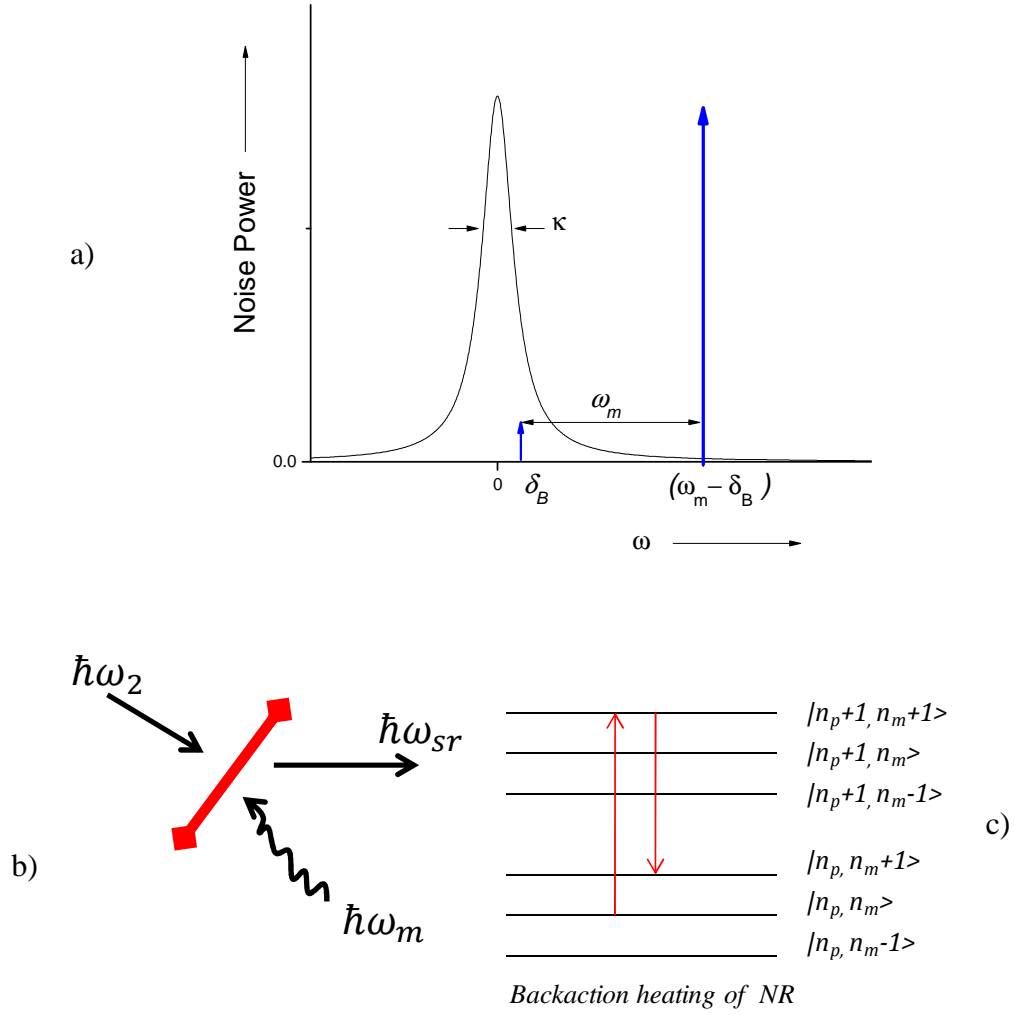 a)
Noise Power
κ
ω_m
0.0
0
δ_B
(ω_m − δ_B )
ω
b)
ħω₂
ħω_sr
ħω_m
c)
|n_p+1, n_m+1>
|n_p+1, n_m>
|n_p+1, n_m-1>
|n_p, n_m+1>
|n_p, n_m>
|n_p, n_m-1>
Backaction heating of NR